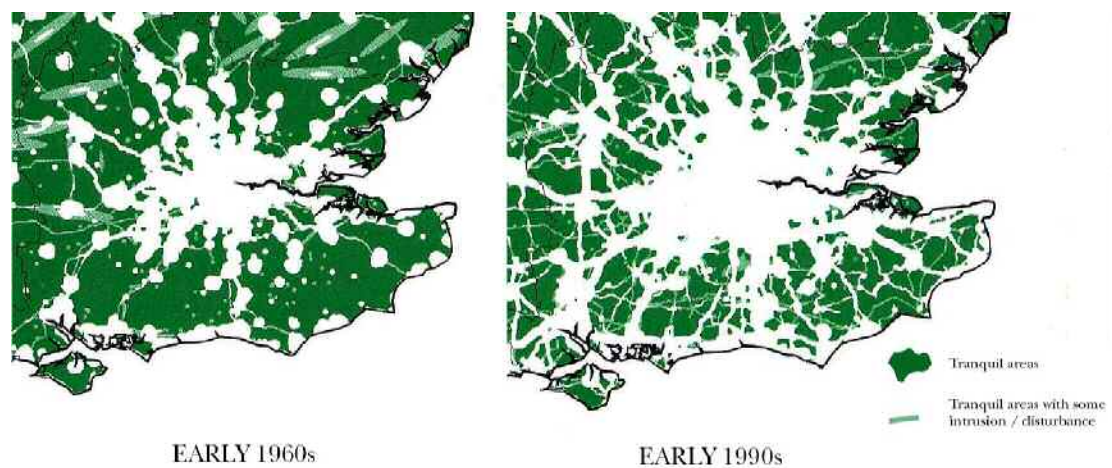 Tranquil areas
Tranquil areas with some
intrusion / disturbance
EARLY 1960s
EARLY 1990s